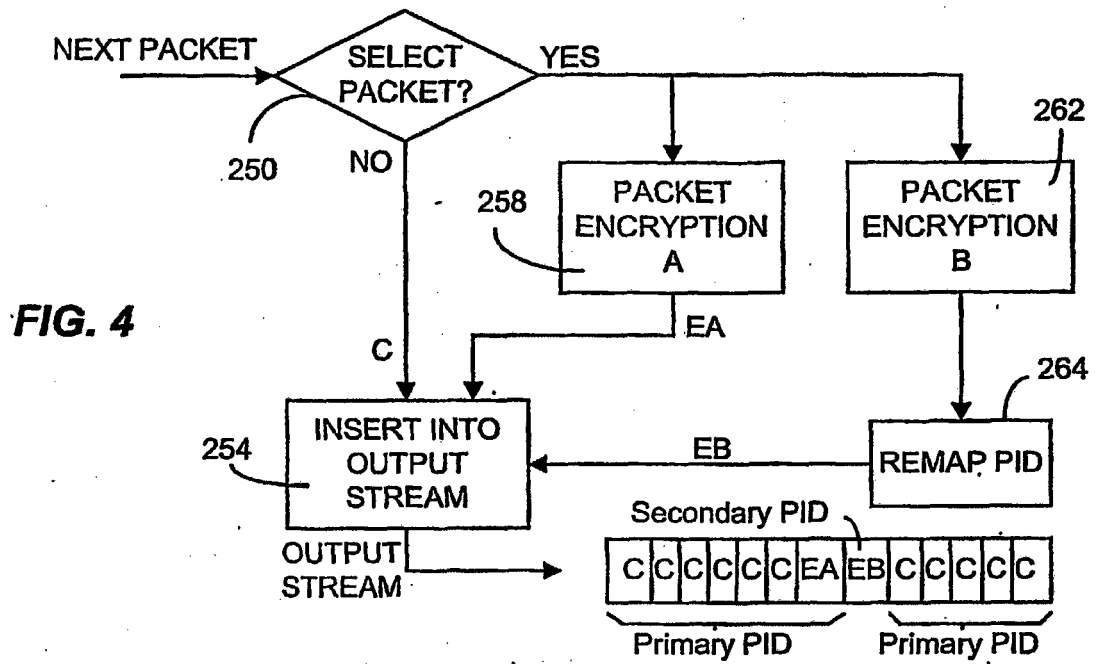 NEXT PACKET
SELECT
PACKET?
YES
250
NO
262
258
PACKET
ENCRYPTION
A
PACKET
ENCRYPTION
B
FIG. 4
C
EA
264
254
INSERT INTO
OUTPUT
STREAM
EB
REMAP PID
OUTPUT
STREAM
Secondary PID
C C C C C C EA EB C C C C C
Primary PID
Primary PID